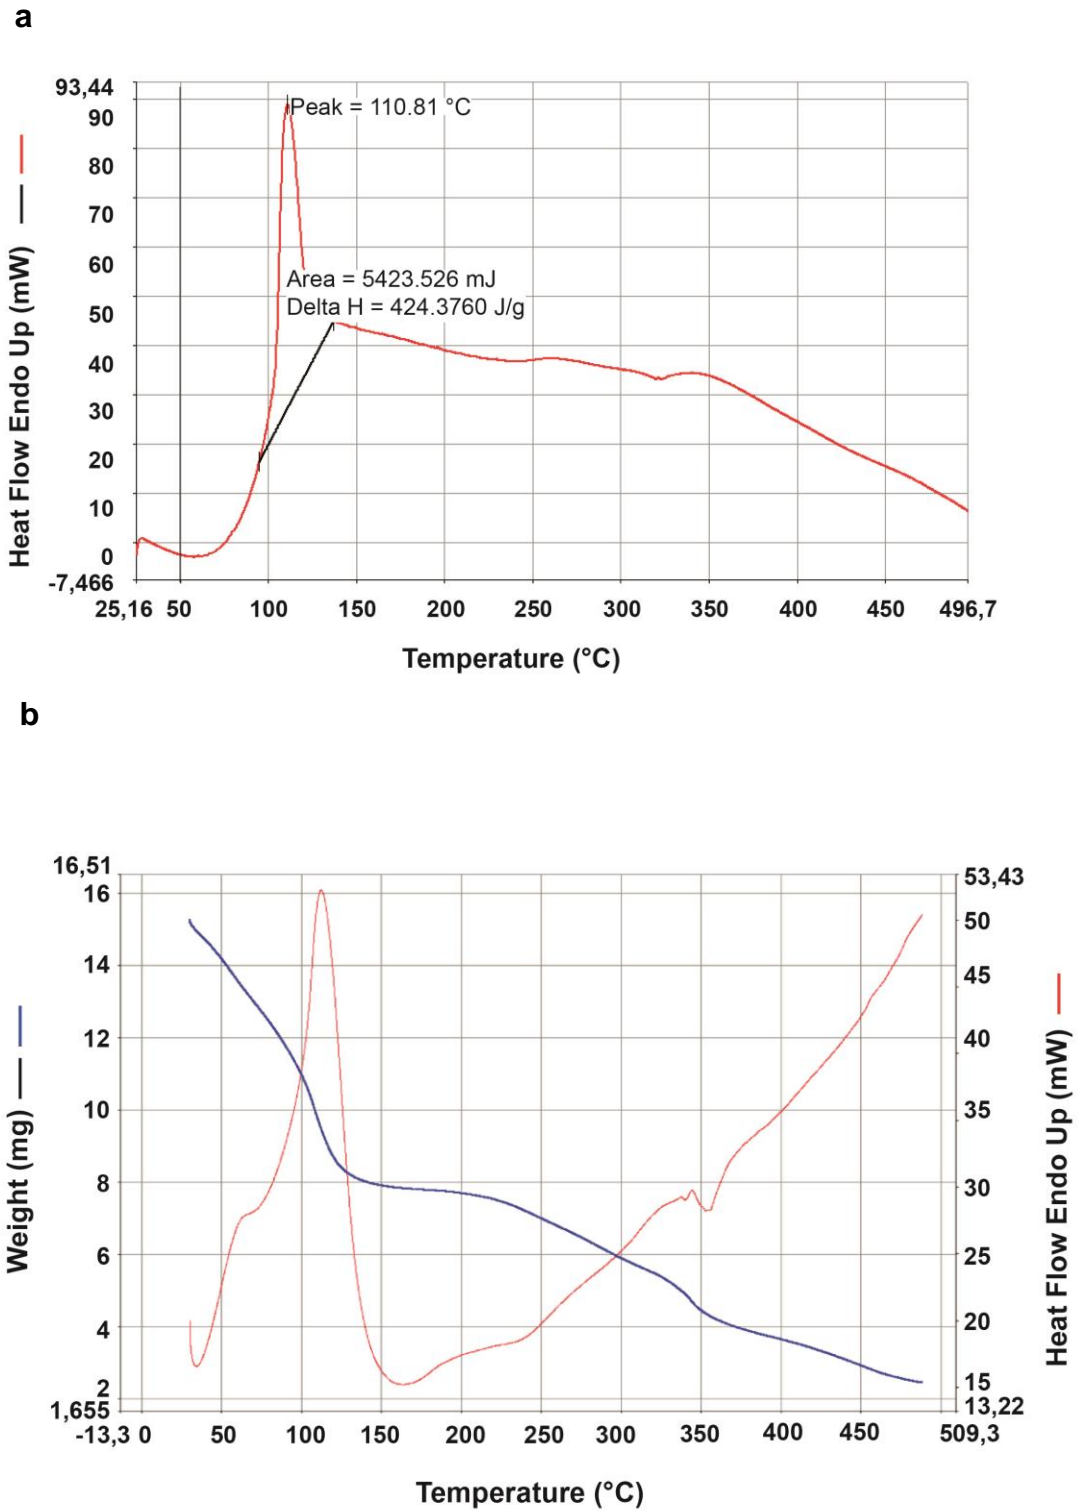 a
93,44
90
80
70
60
50
40
30
20
10
0
-7,466
Heat Flow Endo Up (mW)
Peak = 110.81 °C
Area = 5423.526 mJ
Delta H = 424.3760 J/g
25,16 50 100 150 200 250 300 350 400 450 496,7
Temperature (°C)
b
16,51
16
14
12
10
8
6
4
2
1,655
Weight (mg)
53,43
50
45
40
35
30
25
20
15
13,22
Heat Flow Endo Up (mW)
-13,3 0 50 100 150 200 250 300 350 400 450 509,3
Temperature (°C)